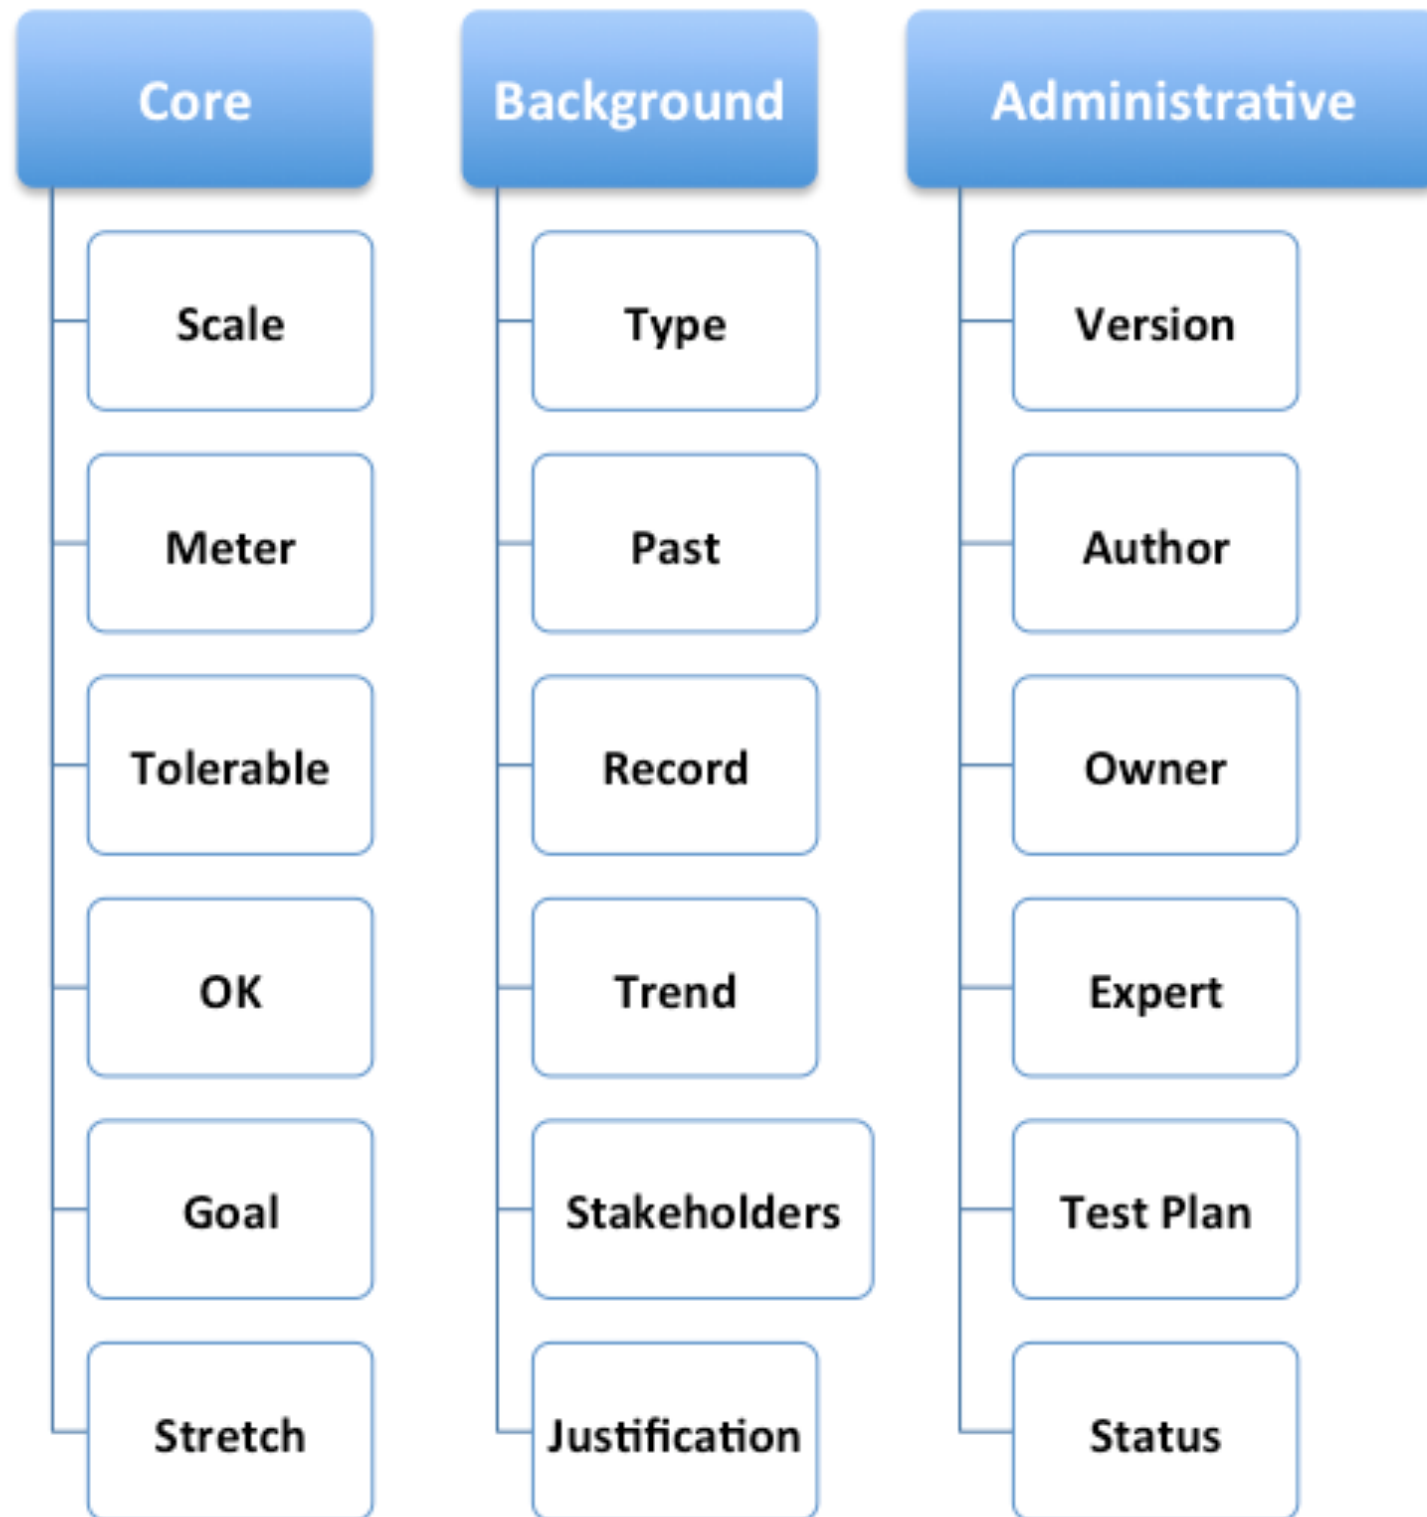 Core
Scale
Meter
Tolerable
OK
Goal
Stretch
Background
Type
Past
Record
Trend
Stakeholders
Justification
Administrative
Version
Author
Owner
Expert
Test Plan
Status